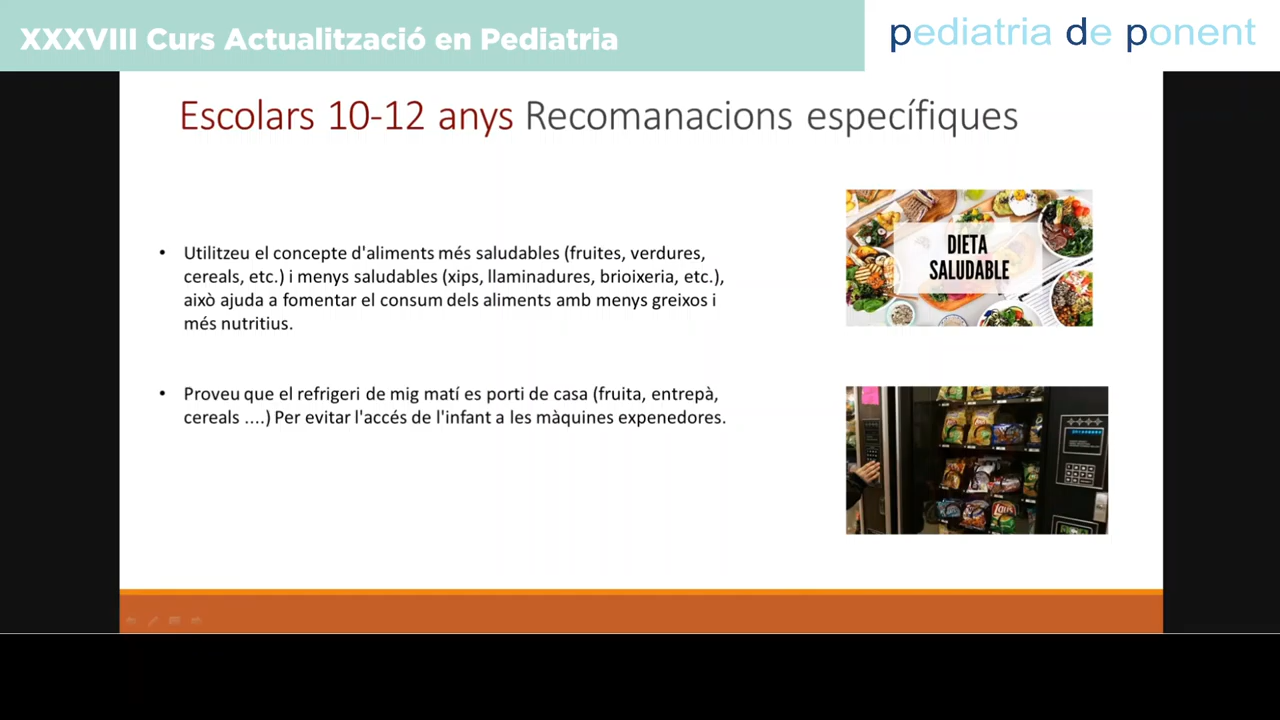 XXXVIII Curs Actualització en Pediatria
pediatria de ponent
Escolars 10-12 anys Recomanacions específiques
• Utilitzeu el concepte d'aliments més saludables (fruites, verdures,
cereals, etc.) i menys saludables (xips, llaminadures, brioixeria, etc.),
això ajuda a fomentar el consum dels aliments amb menys greixos i
més nutritius.
• Proveu que el refrigeri de mig matí es porti de casa (fruita, entrepà,
cereals ....) Per evitar l'accés de l'infant a les màquines expenedores.
DIETA
SALUDABLE
Lay's